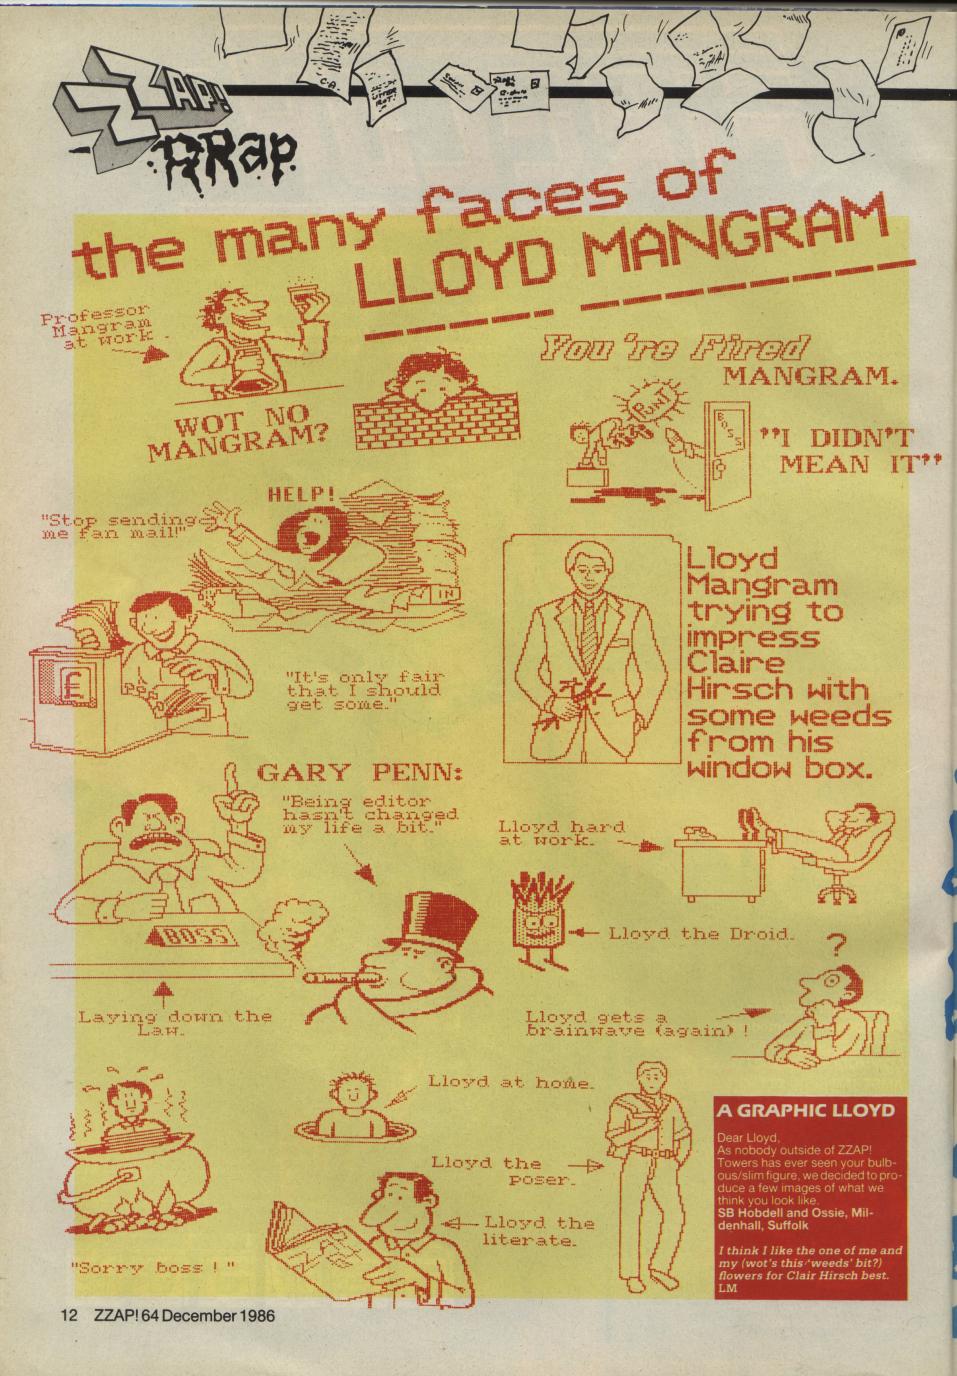 ZZAP!
RRap
the many faces of
LLOYD MANGRAM
Professor
Mangram
at work
WOT NO
MANGRAM?
You're Fired
MANGRAM.
POINT
BOSS
"I DIDN'T
MEAN IT"
HELP!
"Stop sending
me fan mail!"
IN
£
"It's only fair
that I should
get some."
Lloyd
Mangram
trying to
impress
Claire
Hirsch with
some weeds
from his
window box.
GARY PENN:
"Being editor
hasn't changed
my life a bit."
BOSS
Laying down the
Law.
Lloyd hard
at work.
Lloyd the Droid.
?
Lloyd gets a
brainwave (again) !
Lloyd at home.
Lloyd the
poser.
Lloyd the
literate.
"Sorry boss ! "
A GRAPHIC LLOYD
Dear Lloyd,
As nobody outside of ZZAP!
Towers has ever seen your bulb-
ous/slim figure, we decided to pro-
duce a few images of what we
think you look like.
SB Hobdell and Ossie, Mil-
denhall, Suffolk
I think I like the one of me and
my (wot's this 'weeds' bit?)
flowers for Clair Hirsch best.
LM
12 ZZAP! 64 December 1986